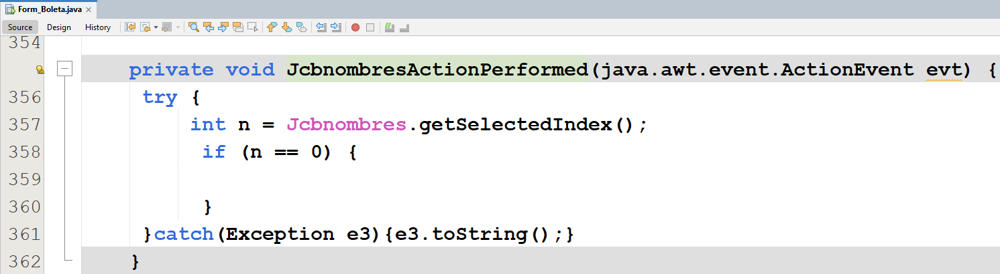 Form_Boleta.java ×
Source Design History
354
private void JcbnombresActionPerformed(java.awt.event.ActionEvent evt) {
356 try {
357 int n = Jcbnombres.getSelectedIndex();
358 if (n == 0) {
359
360 }
361 }catch(Exception e3){e3.toString();}
362 }